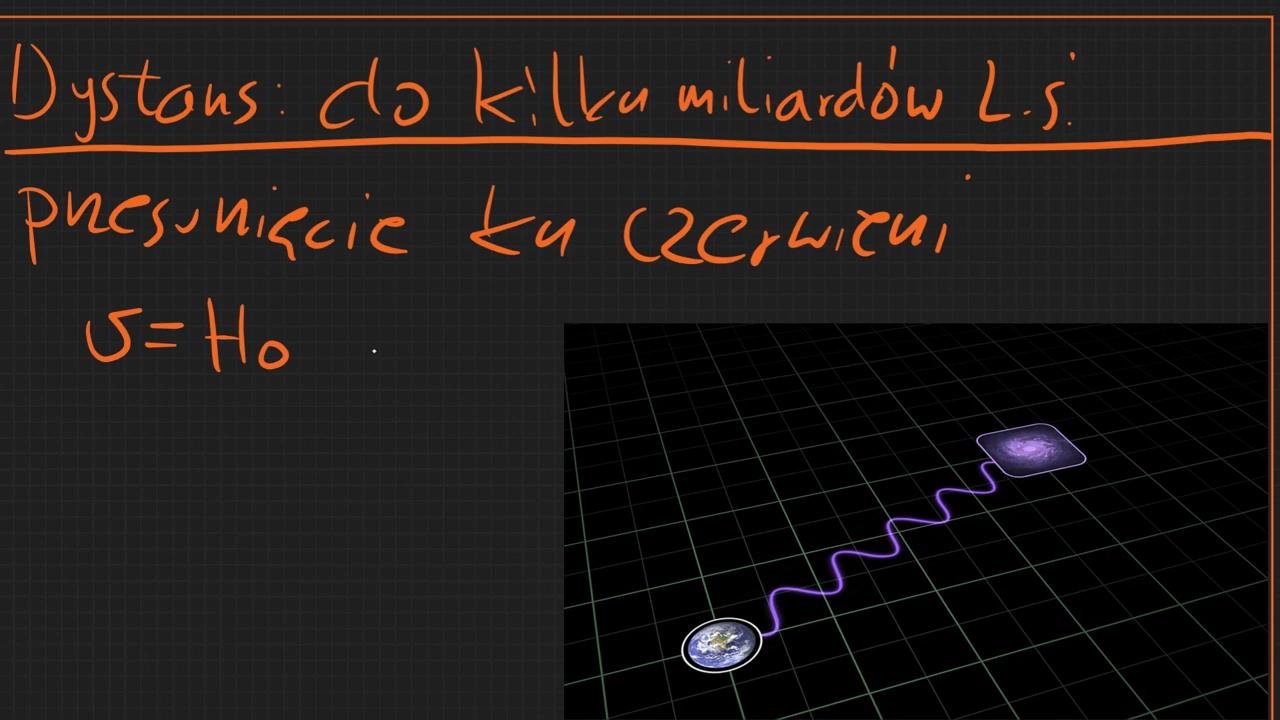 Dystans: do kilku miliardów L.ś.
przesunięcie ku czerwieni
v = H₀